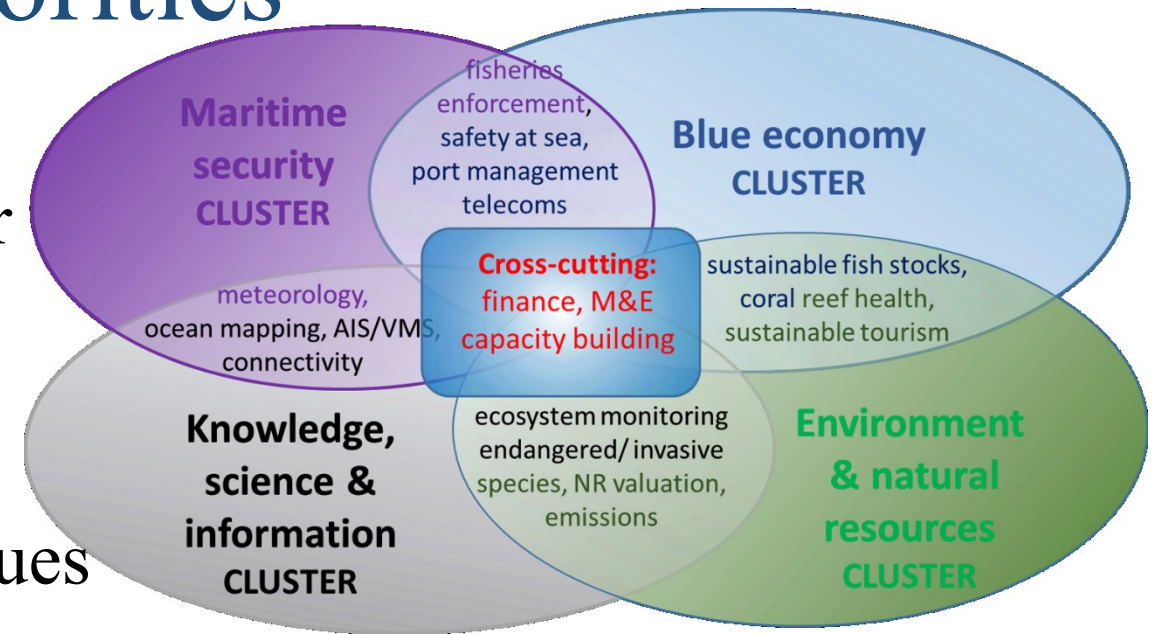 orities
Maritime
security
CLUSTER
fisheries
enforcement,
safety at sea,
port management
telecoms
Blue economy
CLUSTER
r
meteorology,
ocean mapping, AIS/VMS,
connectivity
Cross-cutting:
finance, M&E
capacity building
sustainable fish stocks,
coral reef health,
sustainable tourism
Knowledge,
science &
information
CLUSTER
ecosystem monitoring
endangered/ invasive
species, NR valuation,
emissions
Environment
& natural
resources
CLUSTER
ues